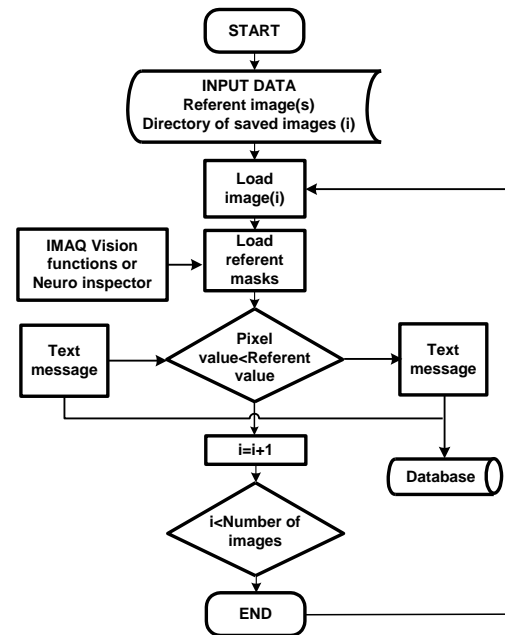 START
INPUT DATA
Referent image(s)
Directory of saved images (i)
Load
image(i)
IMAQ Vision
functions or
Neuro inspector
Load
referent
masks
Text
message
Pixel
value<Referent
value
Text
message
i=i+1
Database
i<Number of
images
END